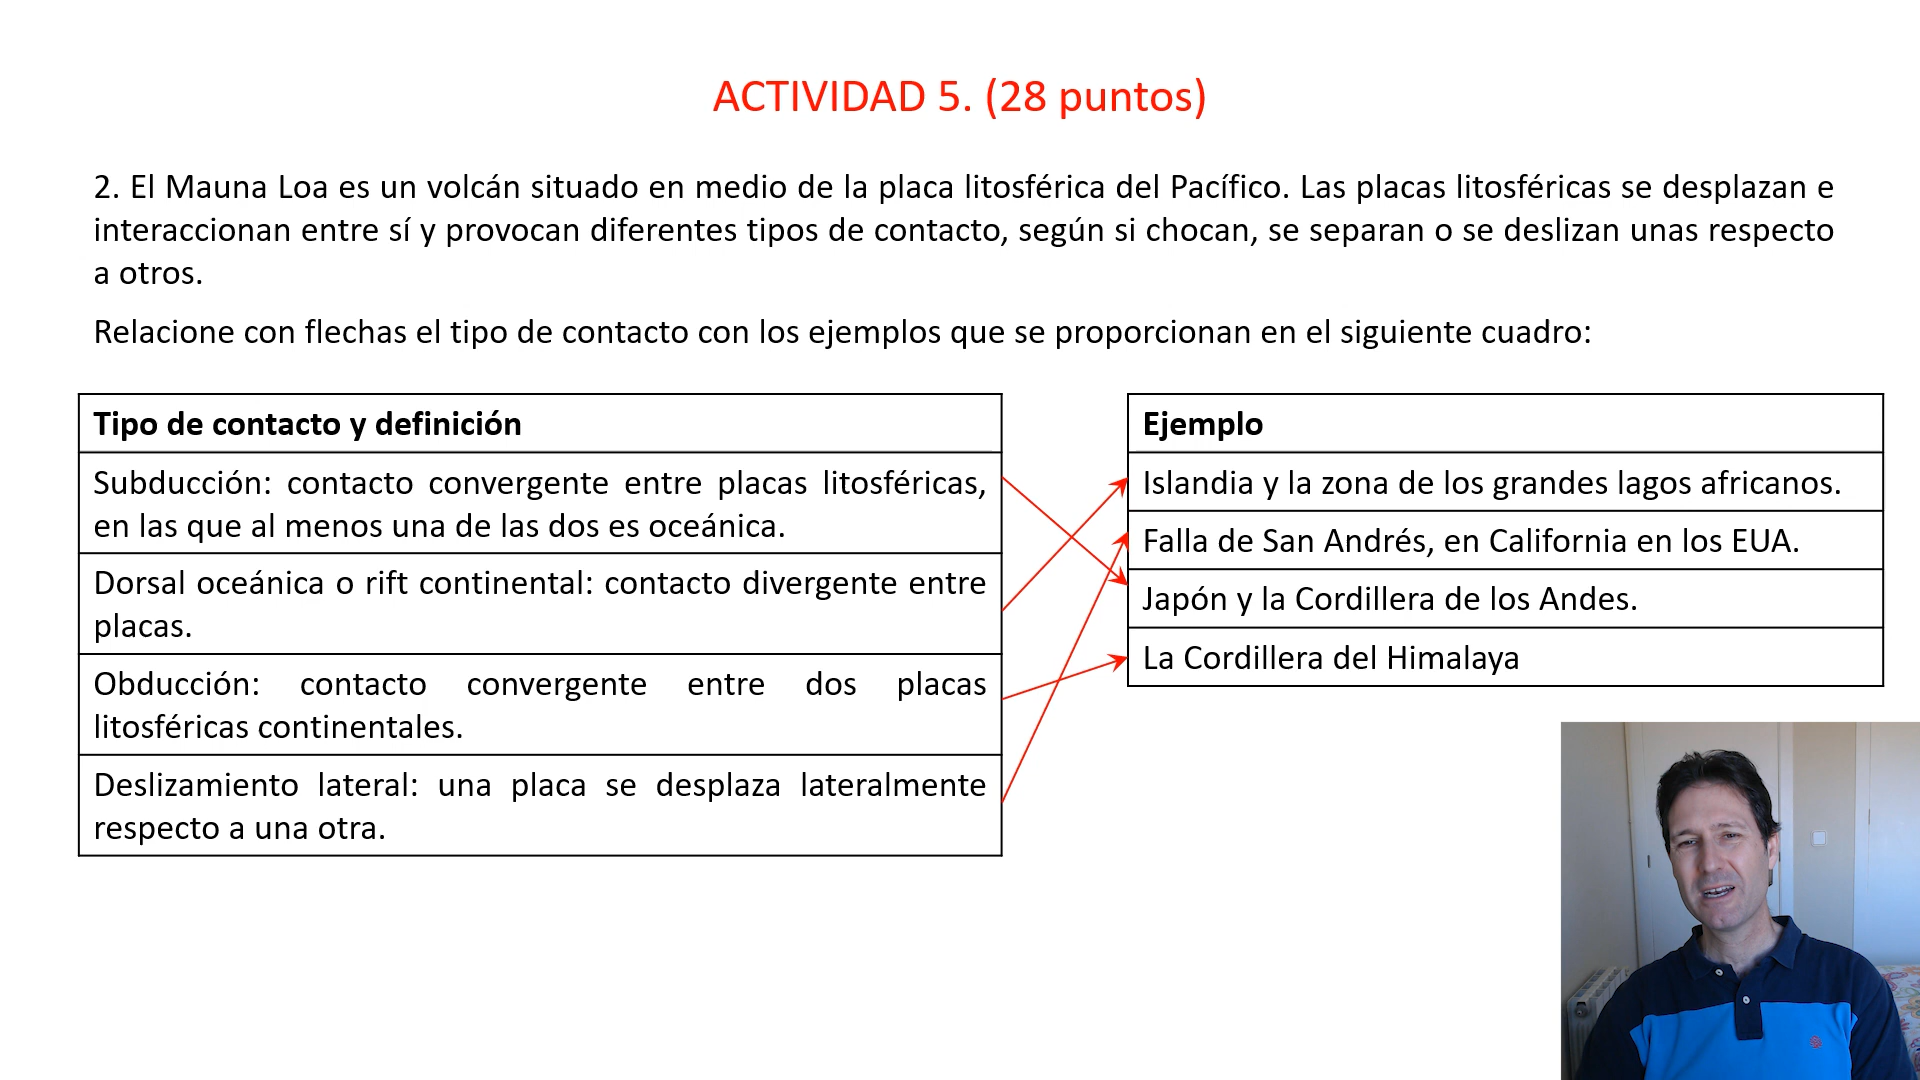 ACTIVIDAD 5. (28 puntos)
2. El Mauna Loa es un volcán situado en medio de la placa litosférica del Pacífico. Las placas litosféricas se desplazan e
interaccionan entre sí y provocan diferentes tipos de contacto, según si chocan, se separan o se deslizan unas respecto
a otros.
Relacione con flechas el tipo de contacto con los ejemplos que se proporcionan en el siguiente cuadro:
Tipo de contacto y definición
Subducción: contacto convergente entre placas litosféricas,
en las que al menos una de las dos es oceánica.
Dorsal oceánica o rift continental: contacto divergente entre
placas.
Obducción: contacto convergente entre dos placas
litosféricas continentales.
Deslizamiento lateral: una placa se desplaza lateralmente
respecto a una otra.
Ejemplo
Islandia y la zona de los grandes lagos africanos.
Falla de San Andrés, en California en los EUA.
Japón y la Cordillera de los Andes.
La Cordillera del Himalaya